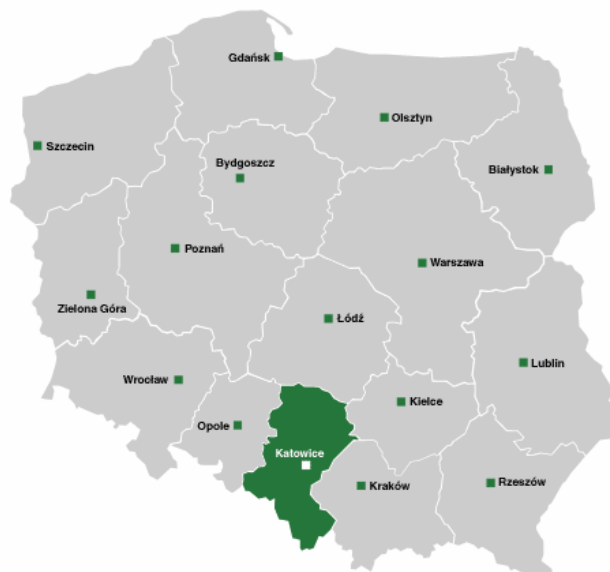 Gdańsk
Olsztyn
Szczecin
Bydgoszcz
Białystok
Poznań
Warszawa
Zielona Góra
Łódź
Lublin
Wrocław
Kielce
Opole
Katowice
Kraków
Rzeszów